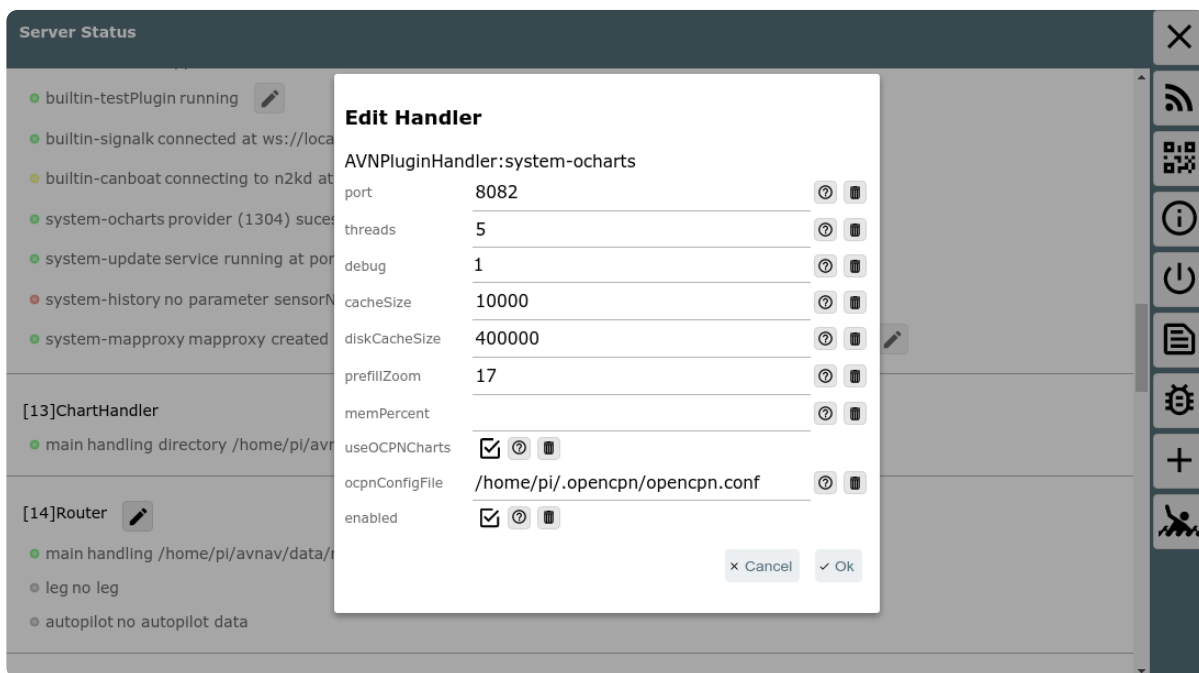 Server Status
builtin-testPlugin running
builtin-signalk connected at ws://loca
builtin-canboat connecting to n2kd at
system-ocharts provider (1304) suces
system-update service running at por
system-history no parameter sensorN
system-mapproxy mapproxy created
[13]ChartHandler
main handling directory /home/pi/avn
[14]Router
main handling /home/pi/avnav/data/r
leg no leg
autopilot no autopilot data
Edit Handler
AVNPluginHandler:system-ocharts
port 8082
threads 5
debug 1
cacheSize 10000
diskCacheSize 400000
prefillZoom 17
memPercent
useOCPNCharts
ocpnConfigFile /home/pi/.opencpn/opencpn.conf
enabled
× Cancel ✓ Ok